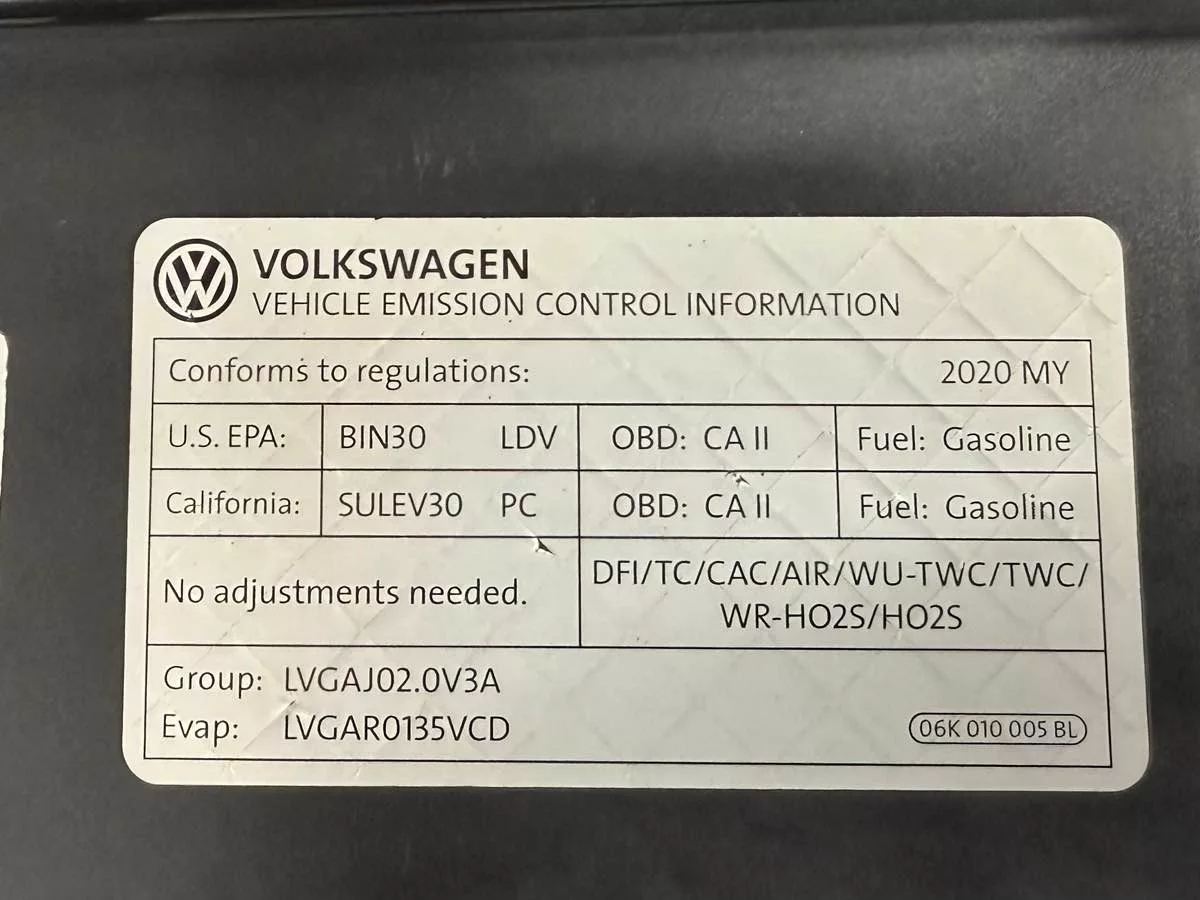 VOLKSWAGEN
VEHICLE EMISSION CONTROL INFORMATION
Conforms to regulations: 2020 MY
U.S. EPA: BIN30 LDV OBD: CA II Fuel: Gasoline
California: SULEV30 PC OBD: CA II Fuel: Gasoline
No adjustments needed.
DFI/TC/CAC/AIR/WU-TWC/TWC/
WR-HO2S/HO2S
Group: LVGAJ02.0V3A
Evap: LVGAR0135VCD
06K 010 005 BL